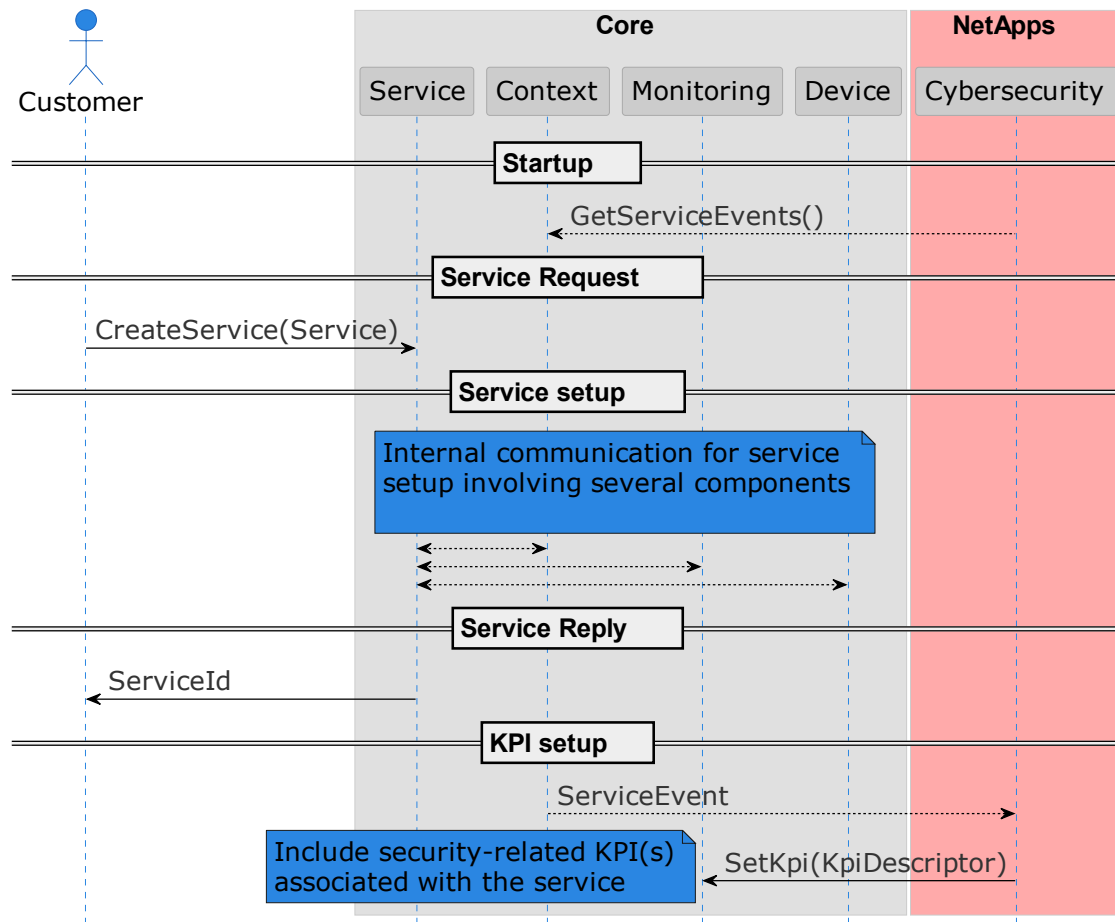 Core
NetApps
Customer
Service
Context
Monitoring
Device
Cybersecurity
Startup
GetServiceEvents()
Service Request
CreateService(Service)
Service setup
Internal communication for service
setup involving several components
Service Reply
ServiceId
KPI setup
ServiceEvent
Include security-related KPI(s)
associated with the service
SetKpi(KpiDescriptor)